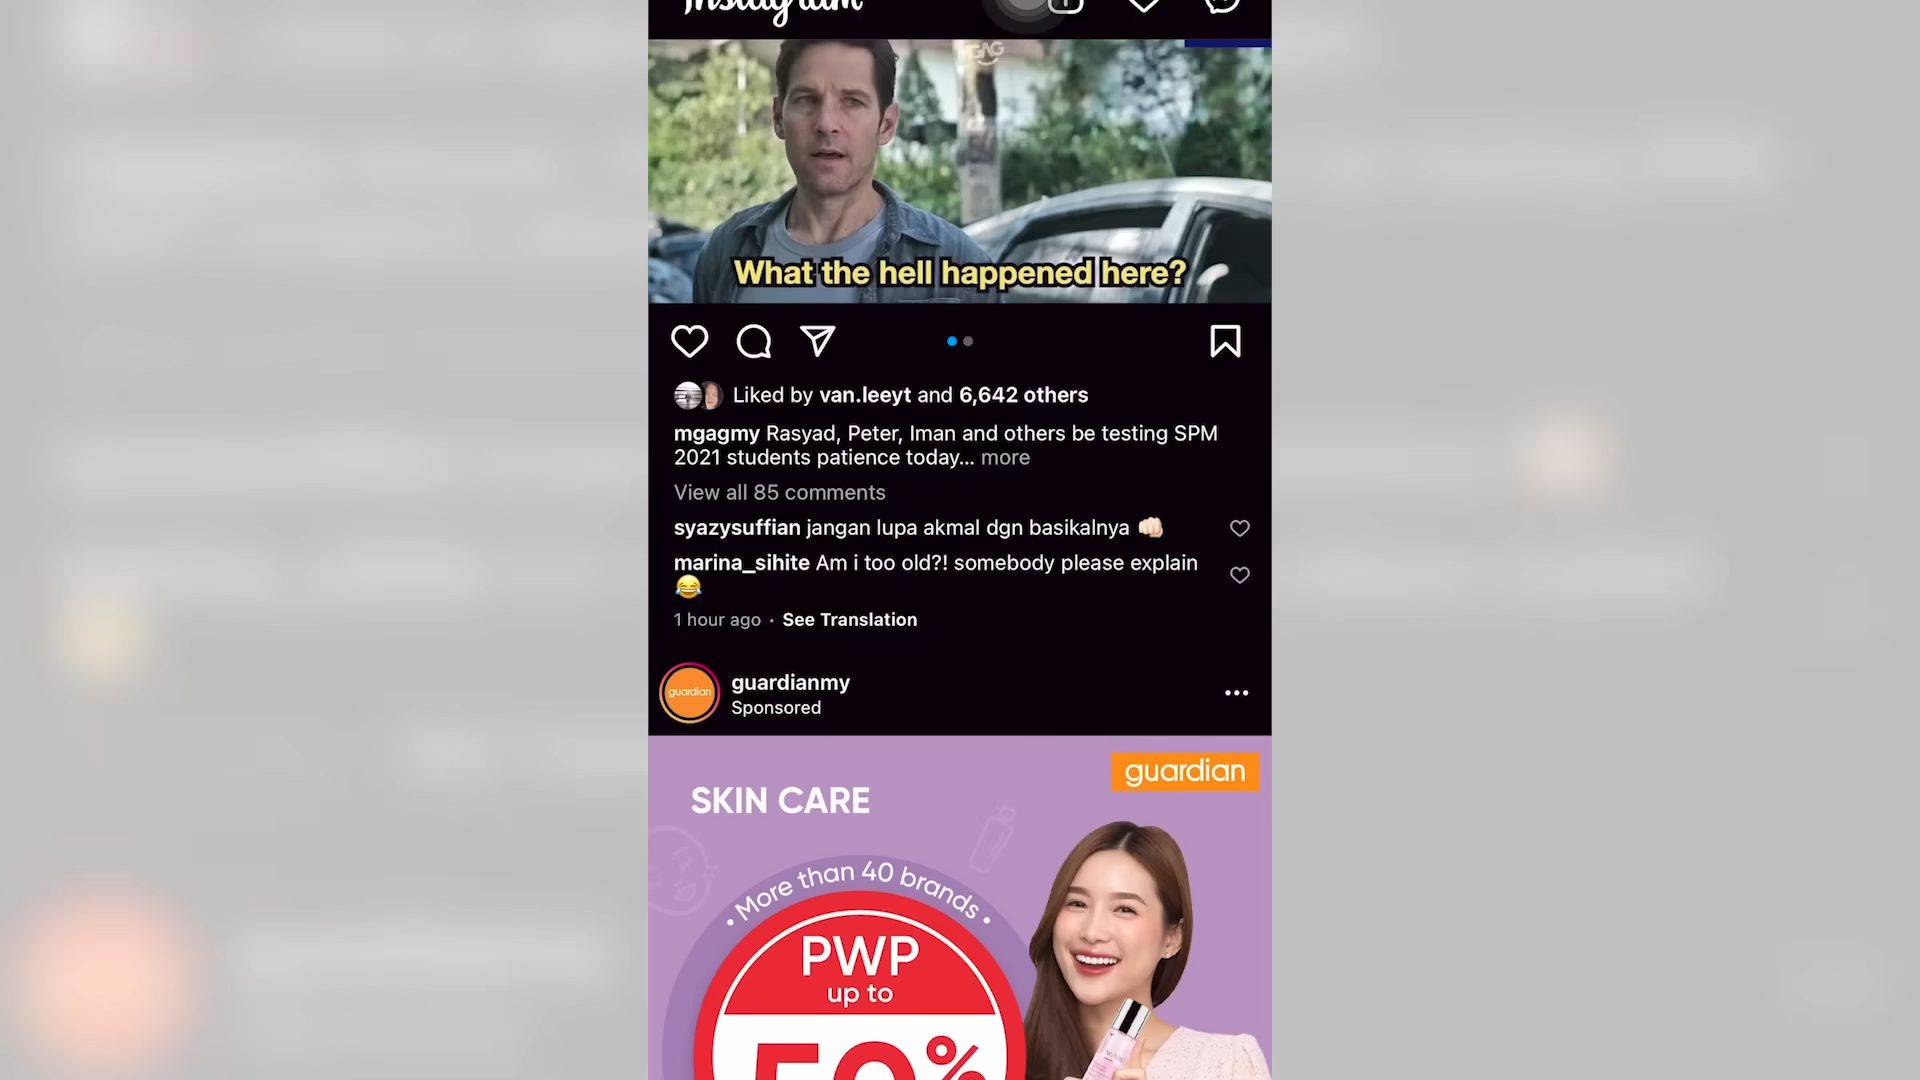 Instagram
What the hell happened here?
Liked by van.leeyt and 6,642 others
mgagmy Rasyad, Peter, Iman and others be testing SPM
2021 students patience today... more
View all 85 comments
syazysuffian jangan lupa akmal dgn basikalnya 👊🏻
marina_sihite Am i too old?! somebody please explain
😂
1 hour ago · See Translation
guardian
guardianmy
Sponsored
guardian
SKIN CARE
• More than 40 brands •
PWP
up to
50%